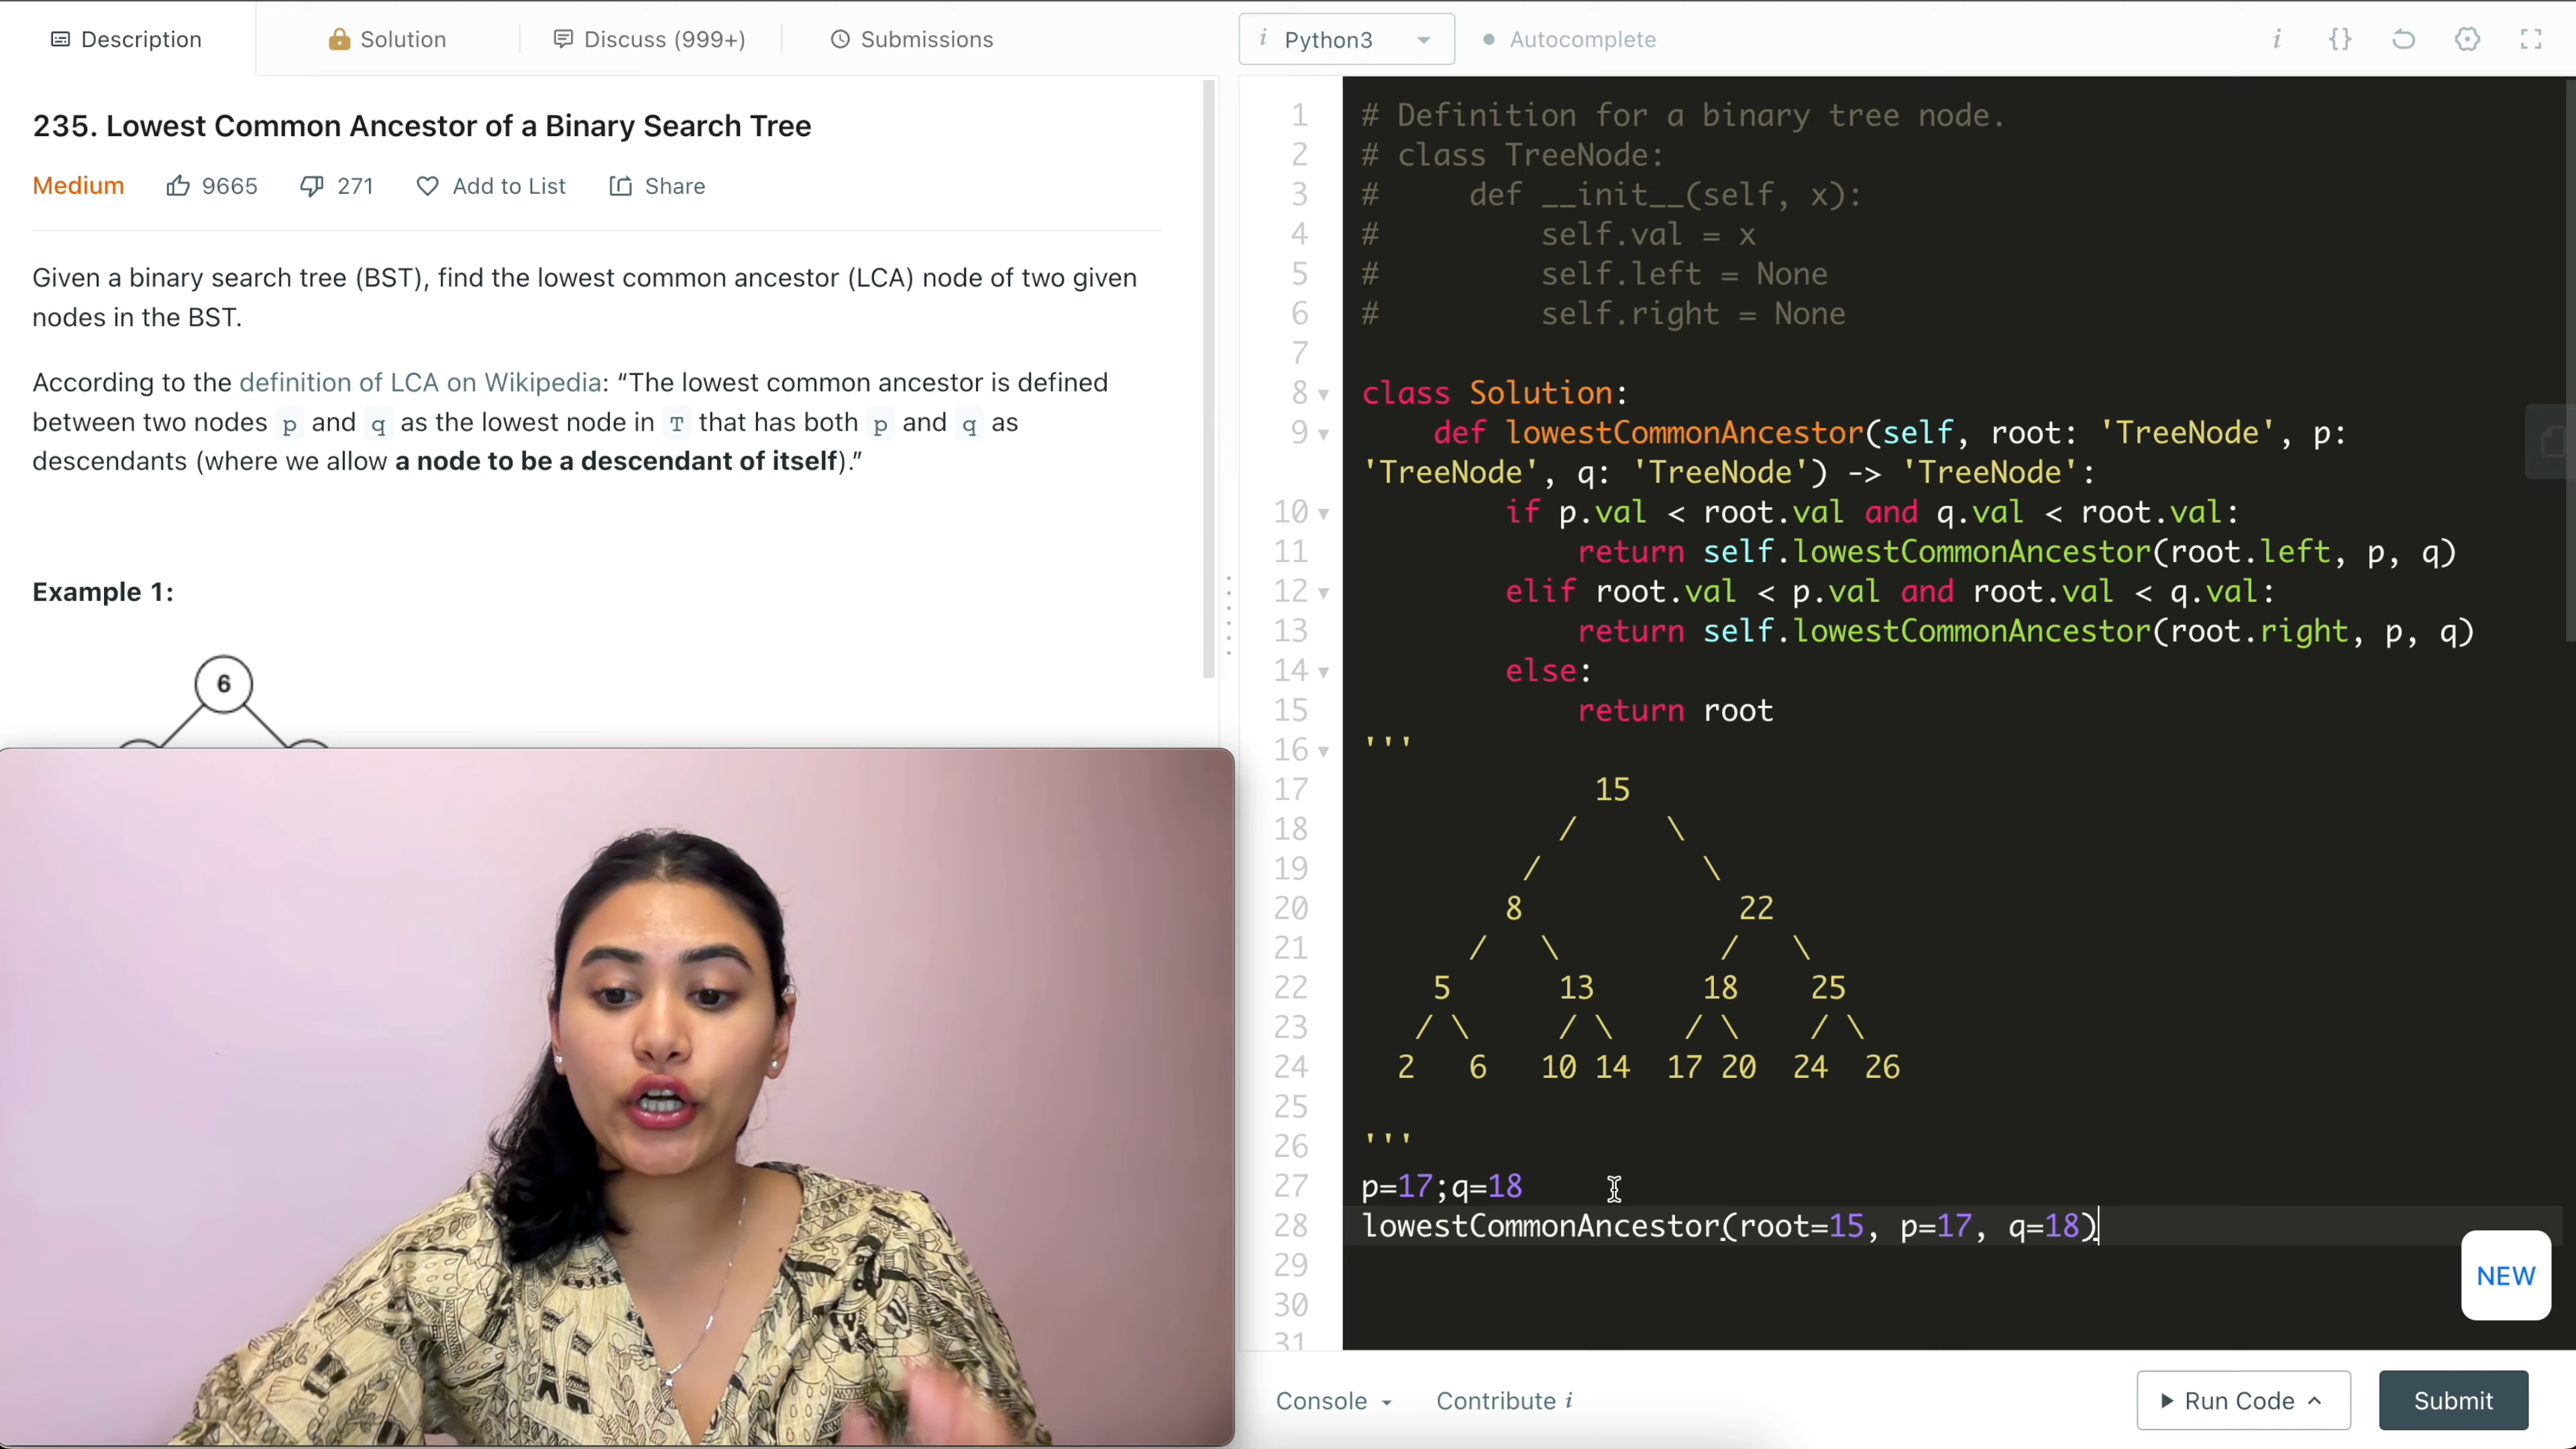 Description
Solution
Discuss (999+)
Submissions
i Python3
Autocomplete
i {}
235. Lowest Common Ancestor of a Binary Search Tree
Medium 9665 271 Add to List Share
Given a binary search tree (BST), find the lowest common ancestor (LCA) node of two given
nodes in the BST.
According to the definition of LCA on Wikipedia: “The lowest common ancestor is defined
between two nodes p and q as the lowest node in T that has both p and q as
descendants (where we allow a node to be a descendant of itself).”
Example 1:
6
1 # Definition for a binary tree node.
2 # class TreeNode:
3 #     def __init__(self, x):
4 #         self.val = x
5 #         self.left = None
6 #         self.right = None
7
8 class Solution:
9     def lowestCommonAncestor(self, root: 'TreeNode', p:
'TreeNode', q: 'TreeNode') -> 'TreeNode':
10         if p.val < root.val and q.val < root.val:
11             return self.lowestCommonAncestor(root.left, p, q)
12         elif root.val < p.val and root.val < q.val:
13             return self.lowestCommonAncestor(root.right, p, q)
14         else:
15             return root
16 '''
17              15
18            /     \
19          /         \
20         8             22
21       /   \         /   \
22     5      13      18    25
23    / \     / \    / \    / \
24   2   6   10 14  17 20  24  26
25
26 '''
27 p=17;q=18
28 lowestCommonAncestor(root=15, p=17, q=18)
29
30
31
NEW
Console
Contribute i
Run Code
Submit